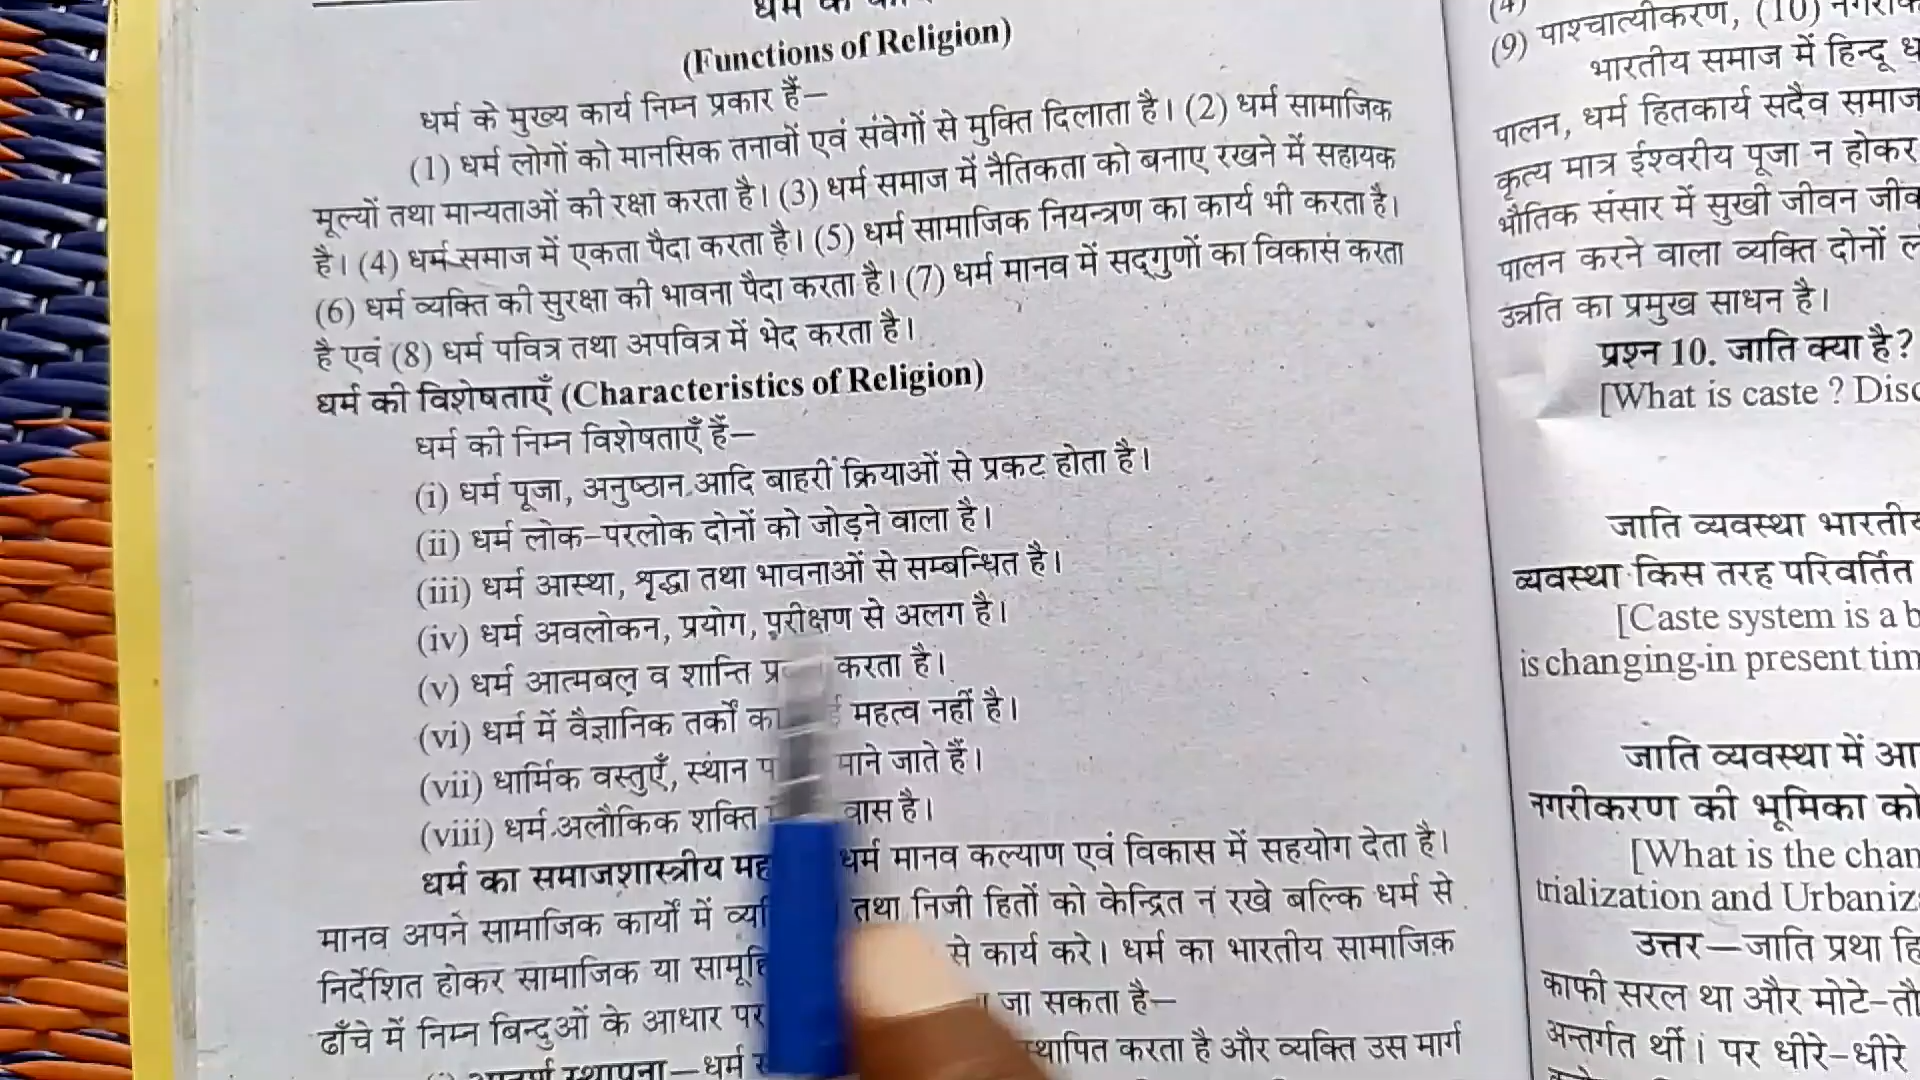 (Functions of Religion)
धर्म के मुख्य कार्य निम्न प्रकार हैं—
(1) धर्म लोगों को मानसिक तनावों एवं संवेगों से मुक्ति दिलाता है। (2) धर्म सामाजिक
मूल्यों तथा मान्यताओं की रक्षा करता है। (3) धर्म समाज में नैतिकता को बनाए रखने में सहायक
है। (4) धर्म समाज में एकता पैदा करता है। (5) धर्म सामाजिक नियन्त्रण का कार्य भी करता है।
(6) धर्म व्यक्ति की सुरक्षा की भावना पैदा करता है। (7) धर्म मानव में सद्गुणों का विकास करता
है एवं (8) धर्म पवित्र तथा अपवित्र में भेद करता है।
धर्म की विशेषताएँ (Characteristics of Religion)
धर्म की निम्न विशेषताएँ हैं—
(i) धर्म पूजा, अनुष्ठान आदि बाहरी क्रियाओं से प्रकट होता है।
(ii) धर्म लोक-परलोक दोनों को जोड़ने वाला है।
(iii) धर्म आस्था, श्रृद्धा तथा भावनाओं से सम्बन्धित है।
(iv) धर्म अवलोकन, प्रयोग, परीक्षण से अलग है।
(v) धर्म आत्मबल व शान्ति करता है।
(vi) धर्म में वैज्ञानिक तर्कों का महत्व नहीं है।
(vii) धार्मिक वस्तुएँ, स्थान माने जाते हैं।
(viii) धर्म अलौकिक शक्ति वास है।
धर्म का समाजशास्त्रीय धर्म मानव कल्याण एवं विकास में सहयोग देता है।
मानव अपने सामाजिक कार्यों में तथा निजी हितों को केन्द्रित न रखे बल्कि धर्म से
निर्देशित होकर सामाजिक या से कार्य करे। धर्म का भारतीय सामाजिक
ढाँचे में निम्न बिन्दुओं के आधार पर जा सकता है—
करता है और व्यक्ति उस मार्ग
(9) पाश्चात्यीकरण, (10)
भारतीय समाज में हिन्दू
पालन, धर्म हितकार्य सदैव समाज
कृत्य मात्र ईश्वरीय पूजा न होकर
भौतिक संसार में सुखी जीवन
पालन करने वाला व्यक्ति दोनों
उन्नति का प्रमुख साधन है।
प्रश्न 10. जाति क्या है?
[What is caste ?
जाति व्यवस्था
व्यवस्था किस तरह परिवर्तित
[Caste system is a
is changing in present
जाति व्यवस्था में
नगरीकरण की भूमिका को
[What is the
and
उत्तर—जाति प्रथा
काफी सरल था और
अन्तर्गत थीं। पर धीरे-धीरे